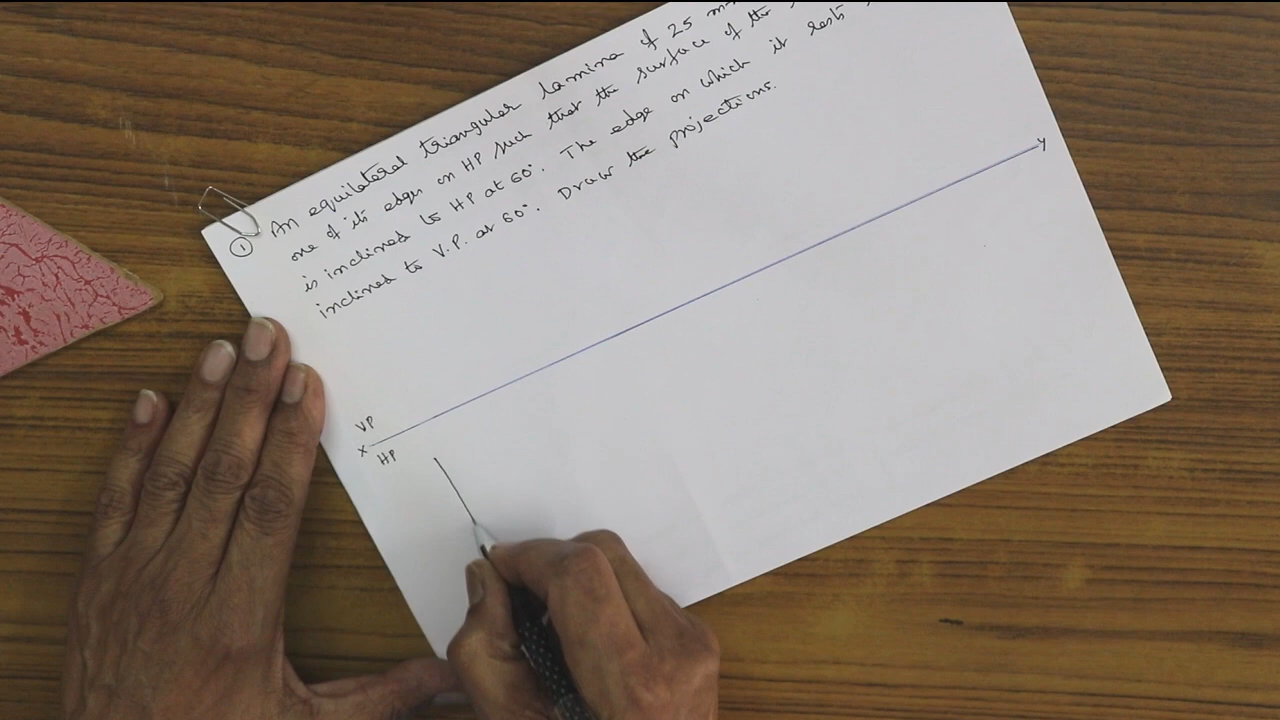 ① An equilateral triangular lamina of 25 mm
one of its edges on HP such that the surface of the
is inclined to HP at 60°. The edge on which it rests
inclined to V.P. at 60°. Draw the projections.
VP
X Y
HP